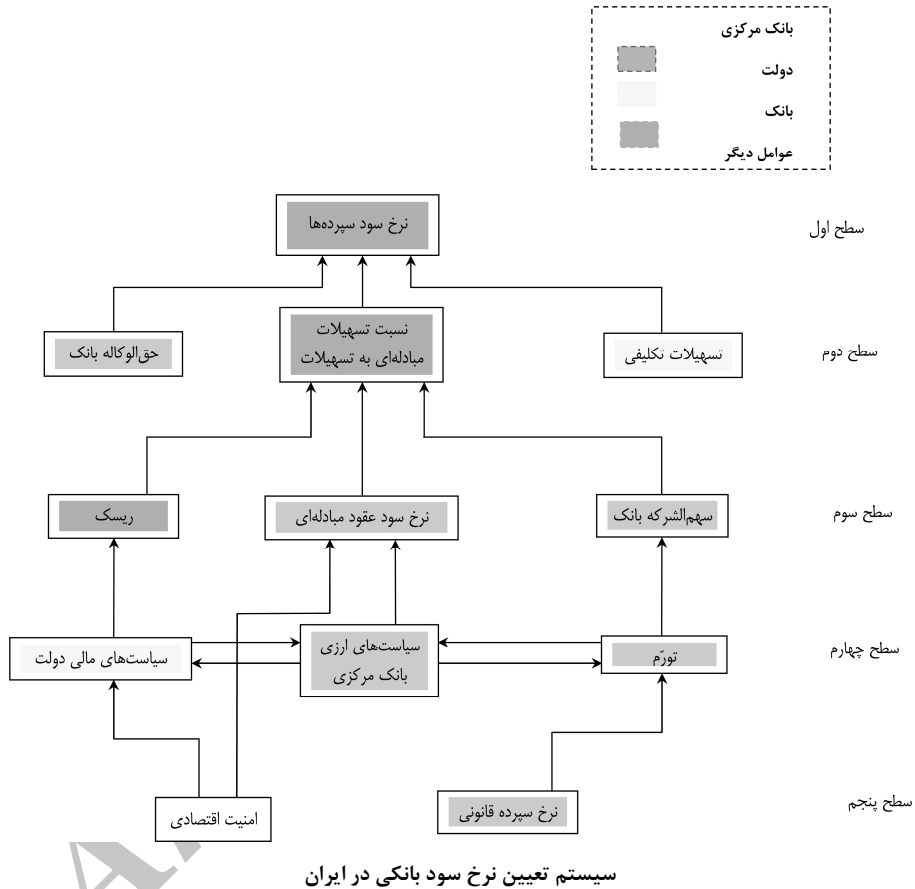 بانک مرکزی
دولت
بانک
عوامل دیگر
نرخ سود سپرده‌ها
سطح اول
تسهیلات تکلیفی
نسبت تسهیلات
مبادله‌ای به تسهیلات
حق‌الوکاله بانک
سطح دوم
سهم‌الشرکه بانک
نرخ سود عقود مبادله‌ای
ریسک
سطح سوم
تورّم
سیاست‌های ارزی
بانک مرکزی
سیاست‌های مالی دولت
سطح چهارم
نرخ سپرده قانونی
امنیت اقتصادی
سطح پنجم
سیستم تعیین نرخ سود بانکی در ایران